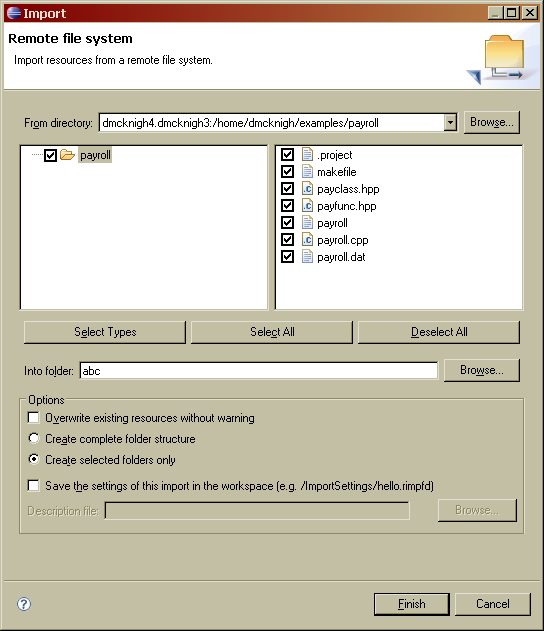 Import
Remote file system
Import resources from a remote file system.
From directory: dmcknigh4.dmcknigh3:/home/dmcknigh/examples/payroll Browse...
payroll
.project
makefile
payclass.hpp
payfunc.hpp
payroll
payroll.cpp
payroll.dat
Select Types Select All Deselect All
Into folder: abc Browse...
Options
Overwrite existing resources without warning
Create complete folder structure
Create selected folders only
Save the settings of this import in the workspace (e.g. /ImportSettings/hello.rimpfd)
Description file: Browse...
? Finish Cancel